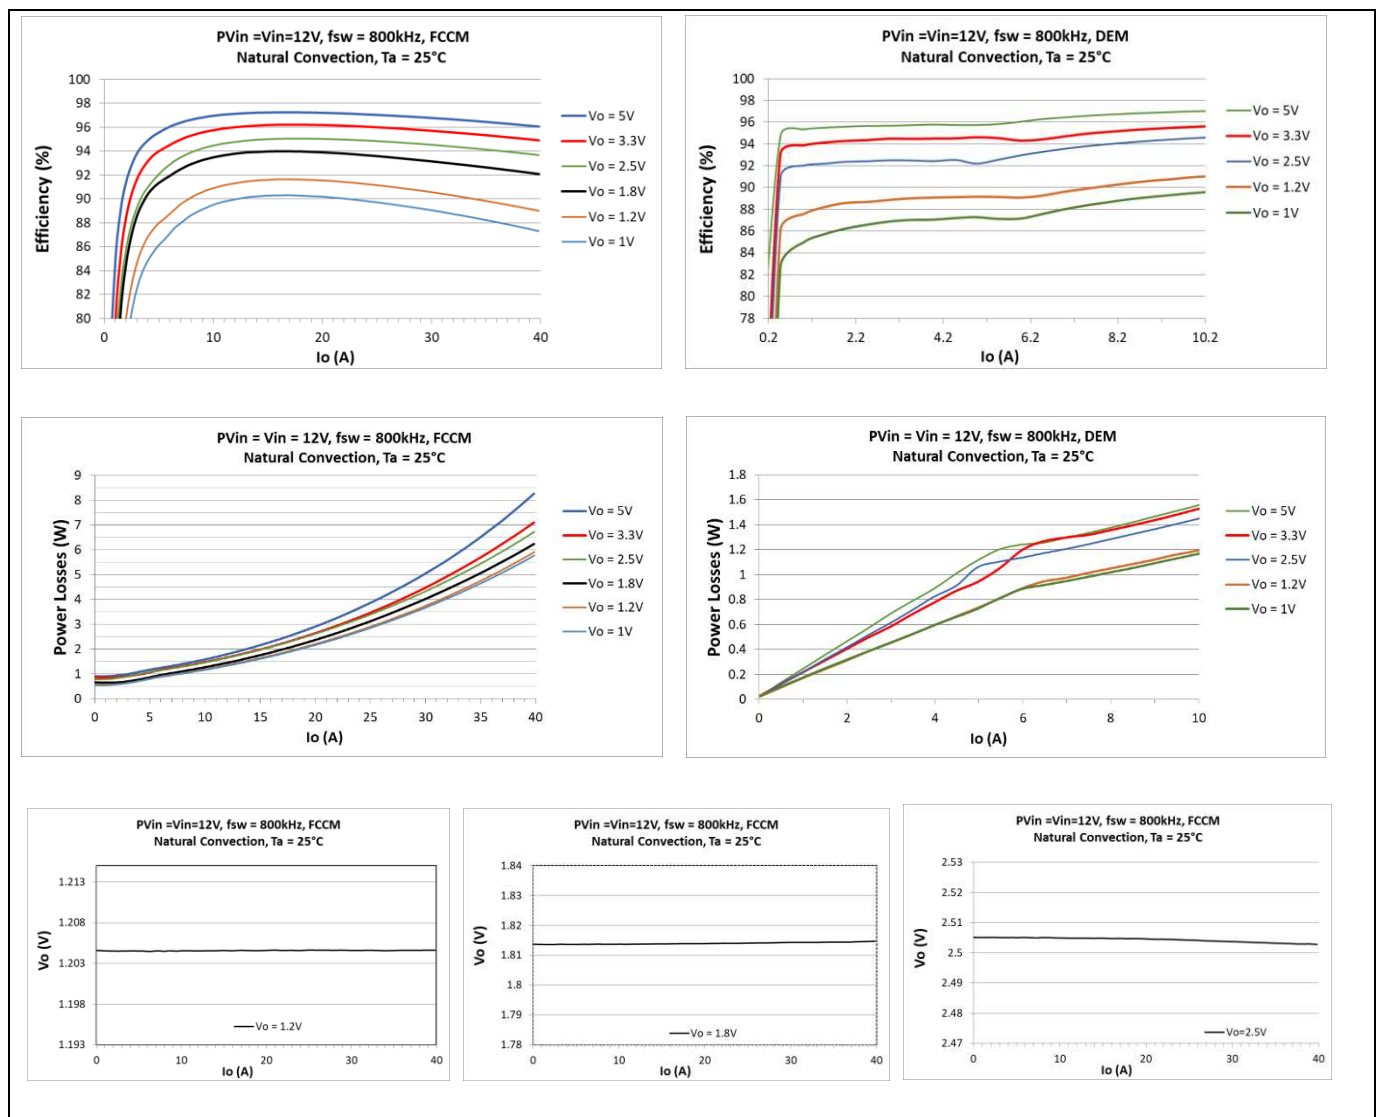 PVin =Vin=12V, fsw = 800kHz, FCCM
Natural Convection, Ta = 25°C
100
98
96
94
92
90
88
86
84
82
80
Efficiency (%)
0
10
20
30
40
Io (A)
Vo = 5V
Vo = 3.3V
Vo = 2.5V
Vo = 1.8V
Vo = 1.2V
Vo = 1V
PVin =Vin=12V, fsw = 800kHz, DEM
Natural Convection, Ta = 25°C
100
98
96
94
92
90
88
86
84
82
80
78
Efficiency (%)
0.2
2.2
4.2
6.2
8.2
10.2
Io (A)
Vo = 5V
Vo = 3.3V
Vo = 2.5V
Vo = 1.2V
Vo = 1V
PVin = Vin = 12V, fsw = 800kHz, FCCM
Natural Convection, Ta = 25°C
9
8
7
6
5
4
3
2
1
0
Power Losses (W)
0
5
10
15
20
25
30
35
40
Io (A)
Vo = 5V
Vo = 3.3V
Vo = 2.5V
Vo = 1.8V
Vo = 1.2V
Vo = 1V
PVin = Vin = 12V, fsw = 800kHz, DEM
Natural Convection, Ta = 25°C
1.8
1.6
1.4
1.2
1
0.8
0.6
0.4
0.2
0
Power Losses (W)
0
2
4
6
8
10
Io (A)
Vo = 5V
Vo = 3.3V
Vo = 2.5V
Vo = 1.2V
Vo = 1V
PVin =Vin=12V, fsw = 800kHz, FCCM
Natural Convection, Ta = 25°C
1.213
1.208
1.203
1.198
1.193
Vo (V)
Vo = 1.2V
0
10
20
30
40
Io (A)
PVin =Vin=12V, fsw = 800kHz, FCCM
Natural Convection, Ta = 25°C
1.84
1.83
1.82
1.81
1.8
1.79
1.78
Vo (V)
Vo = 1.8V
0
10
20
30
40
Io (A)
PVin =Vin=12V, fsw = 800kHz, FCCM
Natural Convection, Ta = 25°C
2.53
2.52
2.51
2.5
2.49
2.48
2.47
Vo (V)
Vo=2.5V
0
10
20
30
40
Io (A)